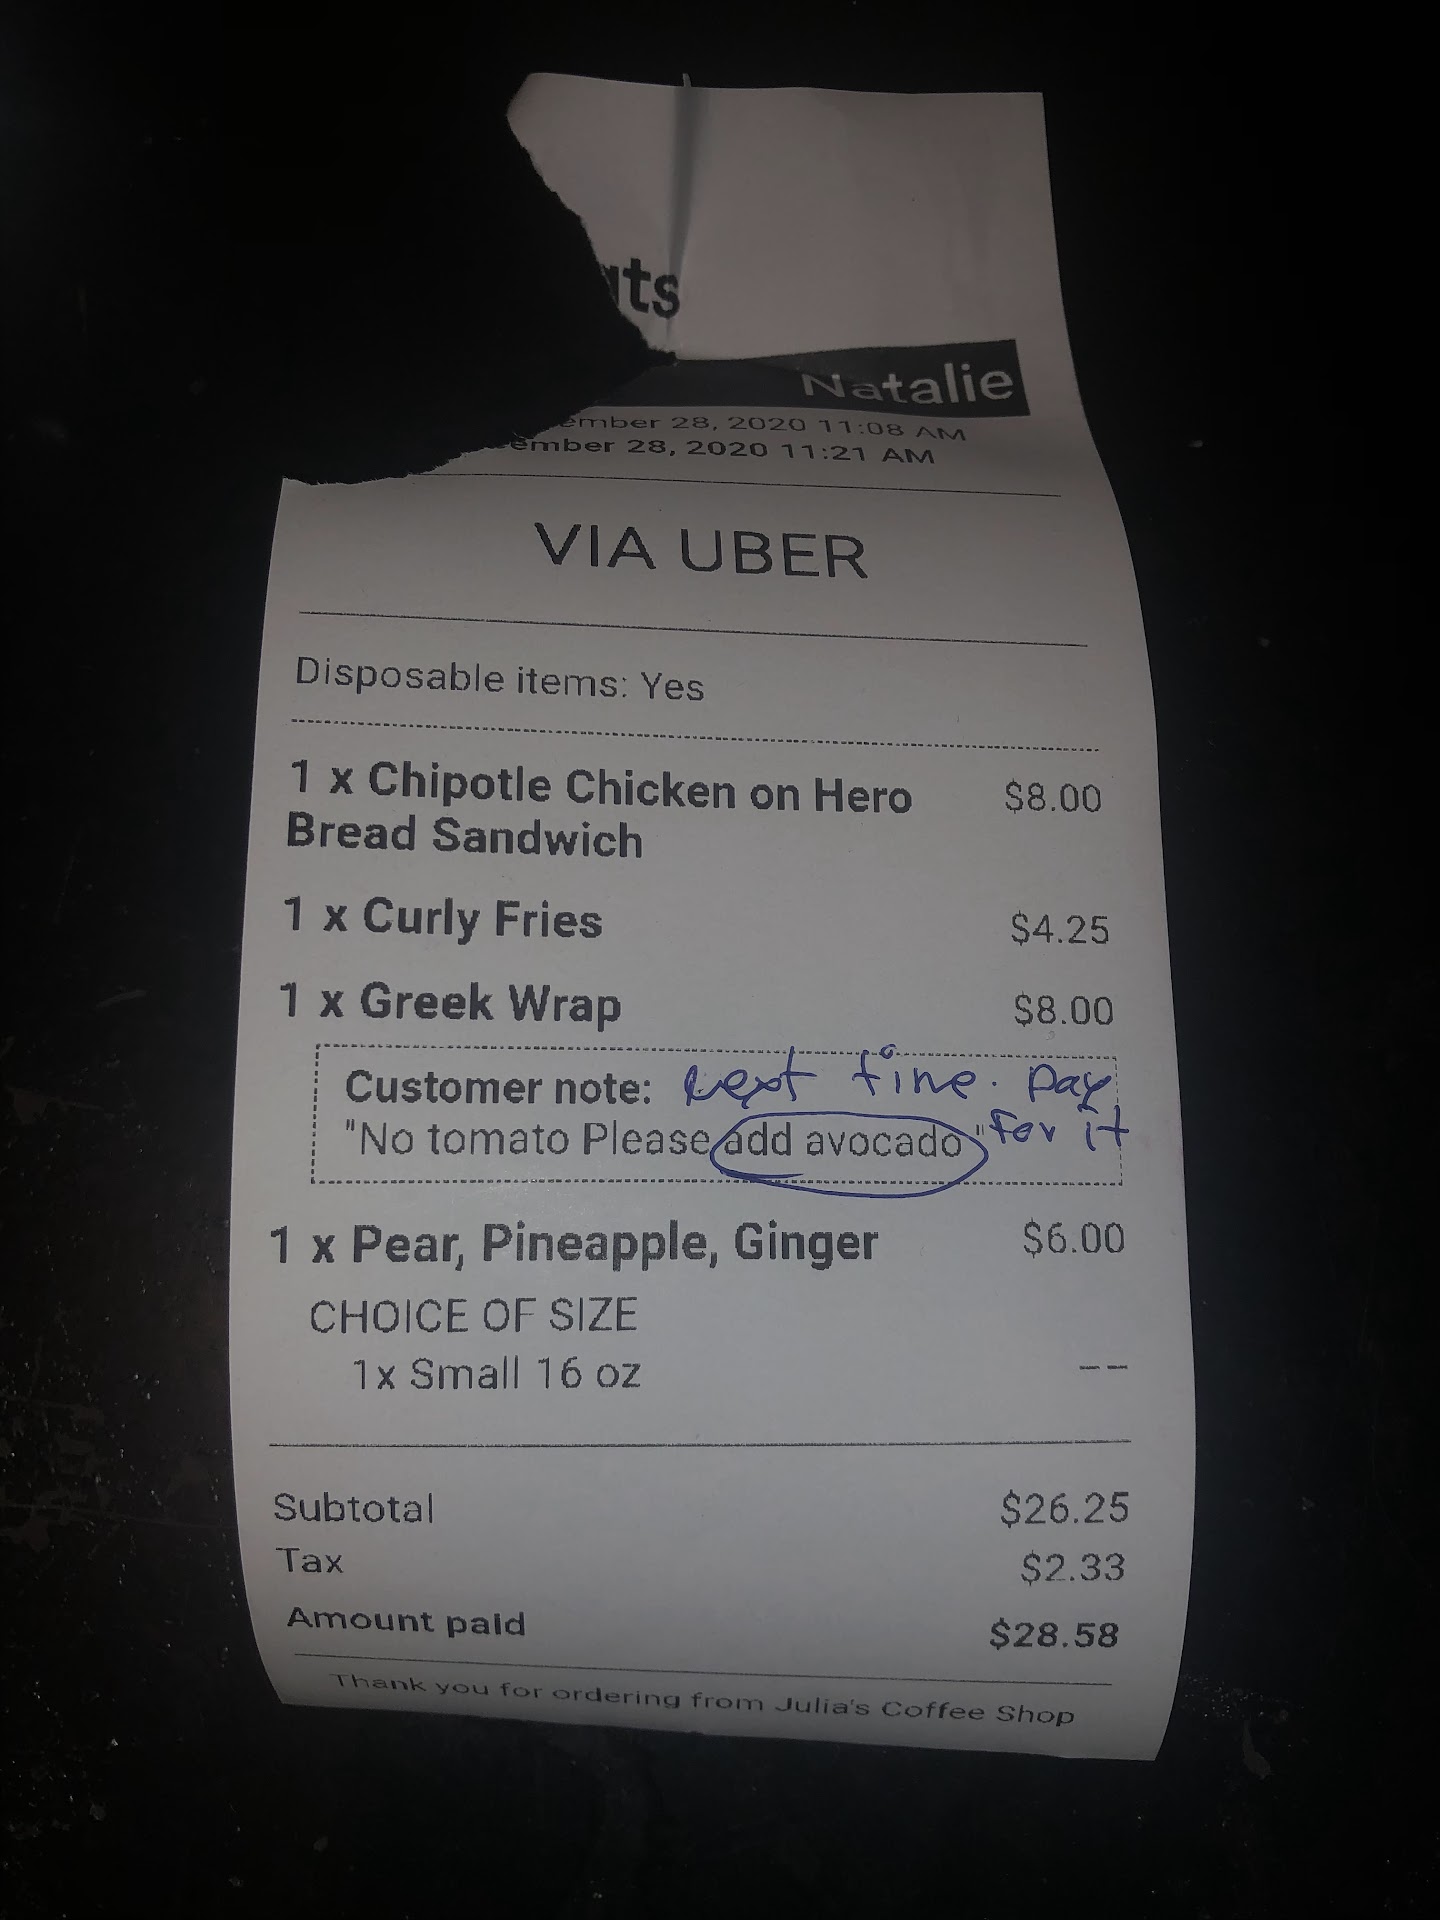 Natalie
28, 2020 11:08 AM
28, 2020 11:21 AM
VIA UBER
Disposable items: Yes
1 x Chipotle Chicken on Hero $8.00
Bread Sandwich
1 x Curly Fries $4.25
1 x Greek Wrap $8.00
Customer note: next time. Pay
"No tomato Please add avocado" For it
1 x Pear, Pineapple, Ginger $6.00
CHOICE OF SIZE
1x Small 16 oz --
Subtotal $26.25
Tax $2.33
Amount paid $28.58
Thank you for ordering from Julia's Coffee Shop